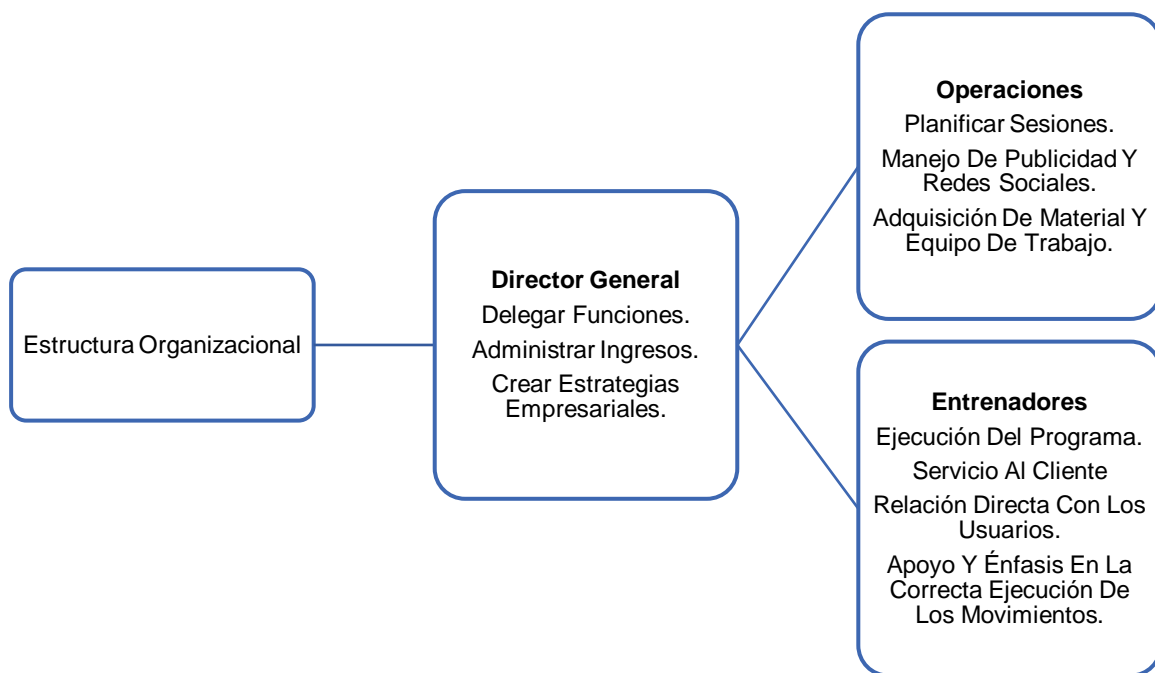 Estructura Organizacional
Director General
Delegar Funciones.
Administrar Ingresos.
Crear Estrategias
Empresariales.
Operaciones
Planificar Sesiones.
Manejo De Publicidad Y
Redes Sociales.
Adquisición De Material Y
Equipo De Trabajo.
Entrenadores
Ejecución Del Programa.
Servicio Al Cliente
Relación Directa Con Los
Usuarios.
Apoyo Y Énfasis En La
Correcta Ejecución De
Los Movimientos.